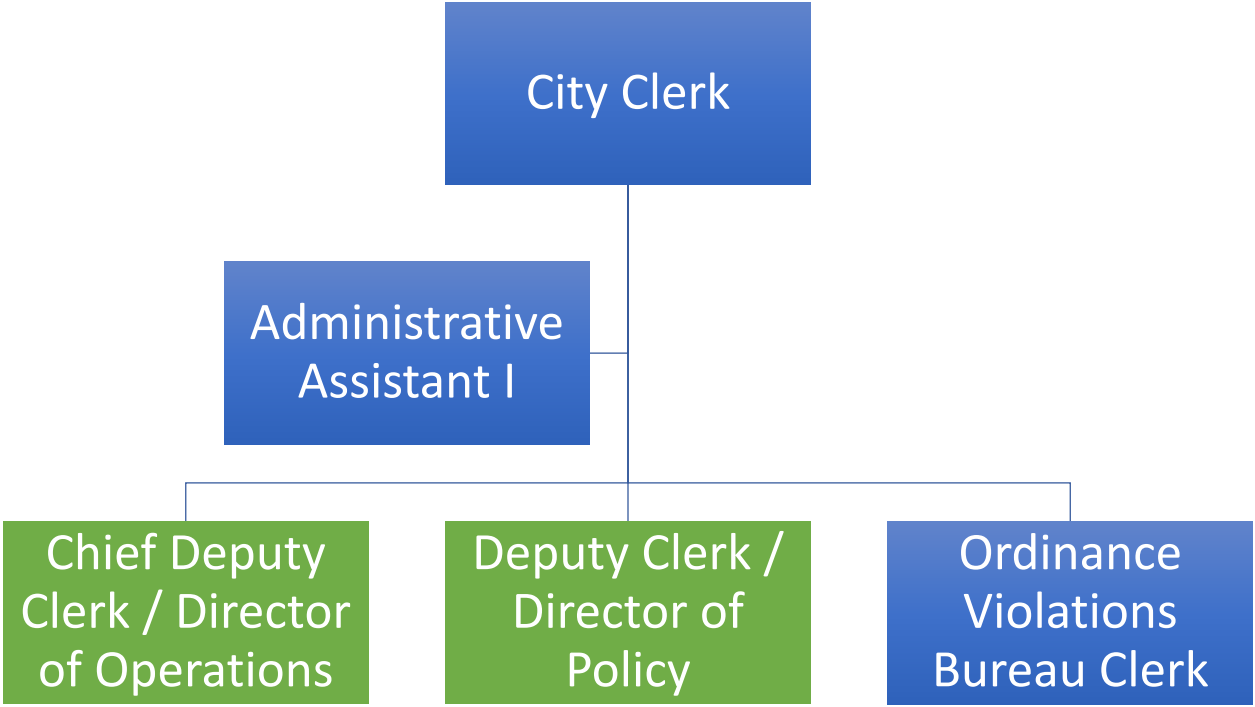 City Clerk
Administrative
Assistant I
Chief Deputy
Clerk / Director
of Operations
Deputy Clerk /
Director of
Policy
Ordinance
Violations
Bureau Clerk